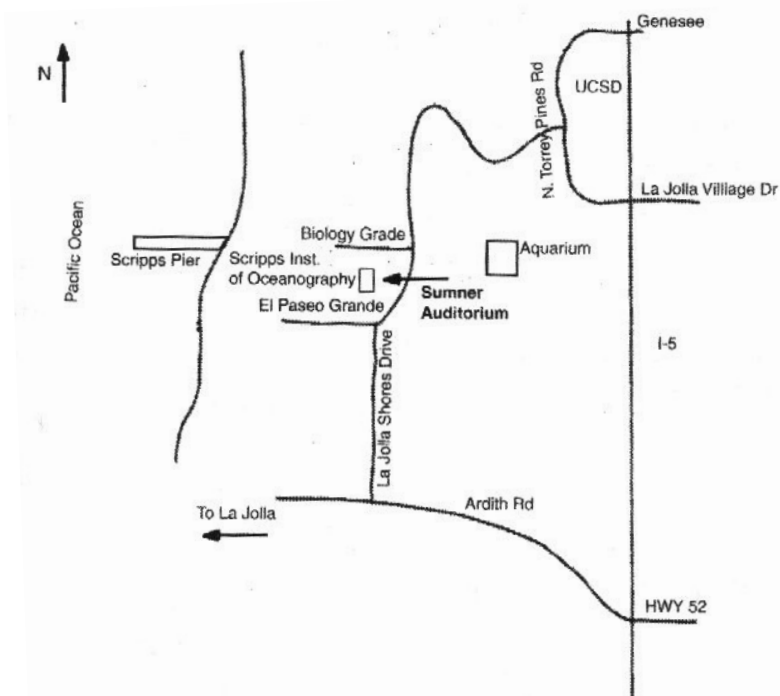 Genesee
N
UCSD
N. Torrey Pines Rd
La Jolla Villiage Dr
Pacific Ocean
Biology Grade
Aquarium
Scripps Pier
Scripps Inst.
of Oceanography
Sumner
Auditorium
El Paseo Grande
I-5
La Jolla Shores Drive
Ardith Rd
To La Jolla
HWY 52